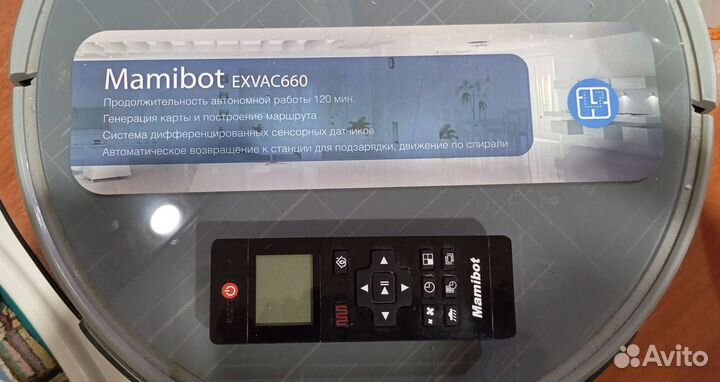 Mamibot EXVAC660
Продолжительность автономной работы 120 мин.
Генерация карты и построение маршрута
Система дифференцированных сенсорных датчиков
Автоматическое возвращение к станции для подзарядки, движение по спирали
Mamibot
Avito